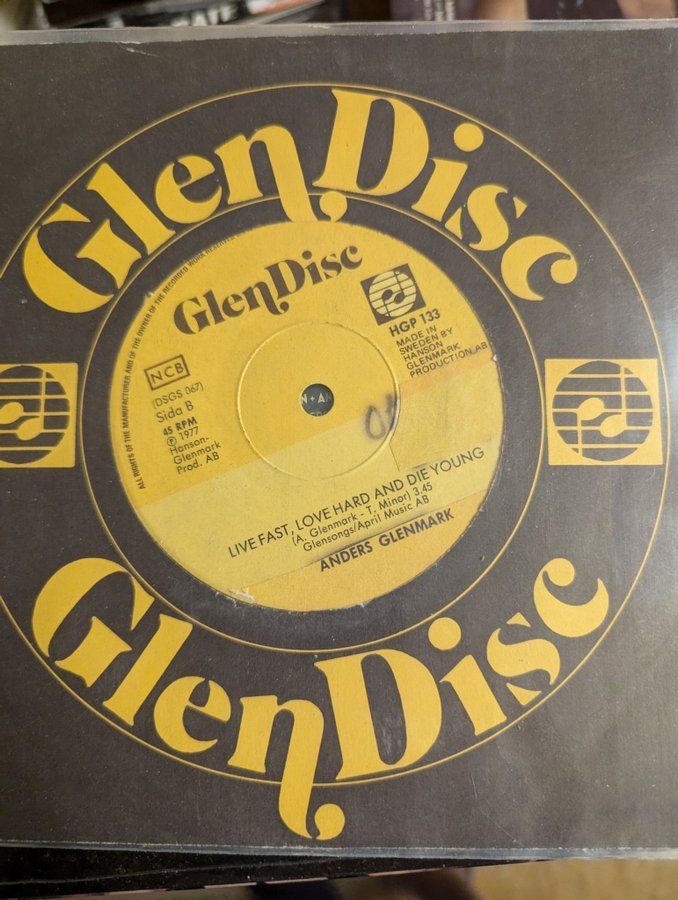 GlenDisc
GlenDisc
ALL RIGHTS OF THE MANUFACTURER AND OF THE OWNER OF THE RECORDED WORK RESERVED
HGP 133
MADE IN
SWEDEN BY
HANSON
GLENMARK
PRODUCTION AB
NCB
(DSGS 067)
Sida B
45 RPM
℗ 1977
Hanson-
Glenmark
Prod. AB
LIVE FAST, LOVE HARD AND DIE YOUNG
(A. Glenmark - T. Minor) 3,45
Glensongs/April Music AB
ANDERS GLENMARK
GlenDisc